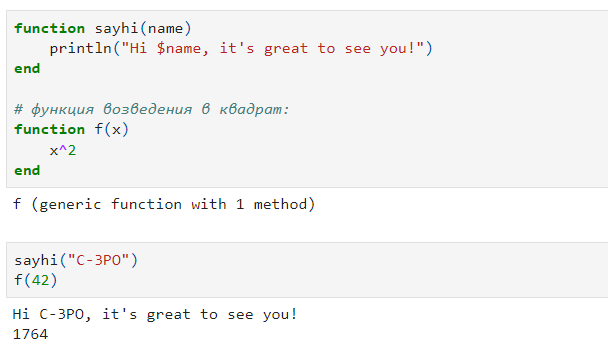 function sayhi(name)
    println("Hi $name, it's great to see you!")
end
# функция возведения в квадрат:
function f(x)
    x^2
end
f (generic function with 1 method)
sayhi("C-3PO")
f(42)
Hi C-3PO, it's great to see you!
1764